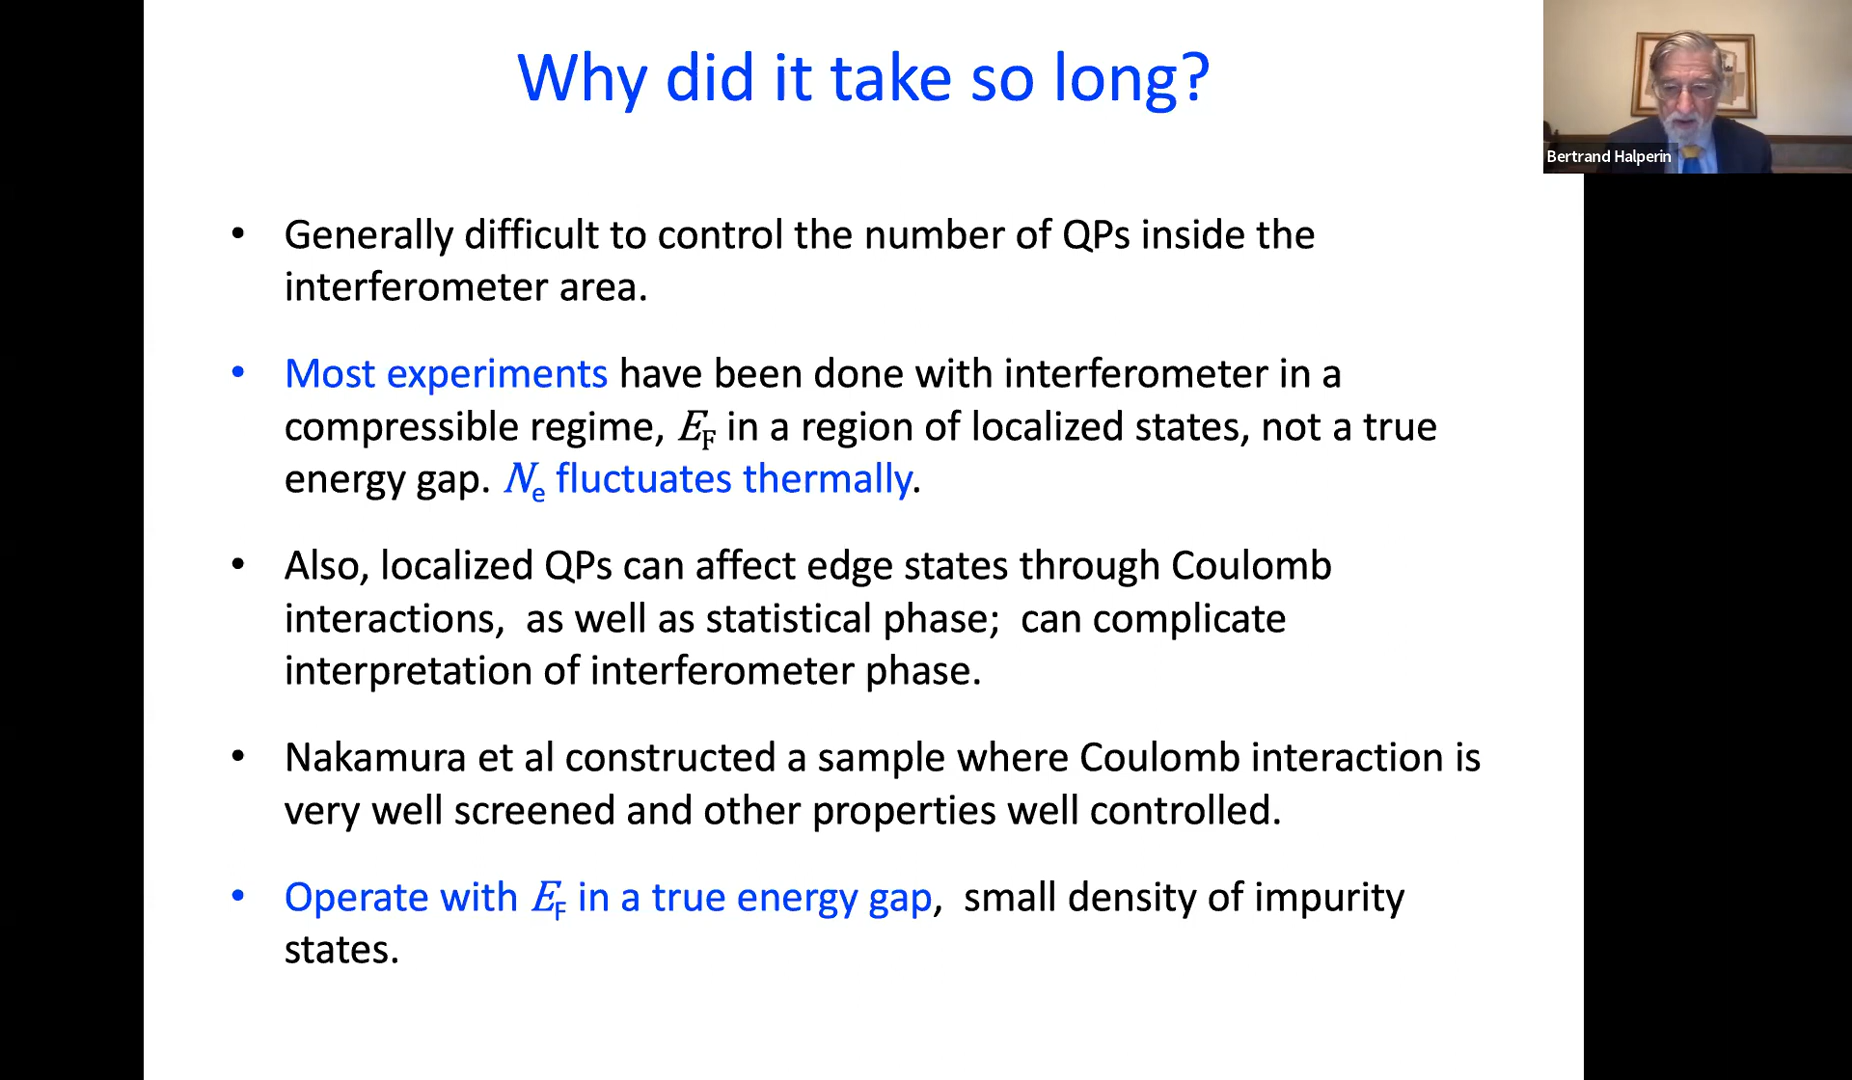 Why did it take so long?
Bertrand Halperin
• Generally difficult to control the number of QPs inside the
interferometer area.
• Most experiments have been done with interferometer in a
compressible regime, E_F in a region of localized states, not a true
energy gap. N_e fluctuates thermally.
• Also, localized QPs can affect edge states through Coulomb
interactions,  as well as statistical phase;  can complicate
interpretation of interferometer phase.
• Nakamura et al constructed a sample where Coulomb interaction is
very well screened and other properties well controlled.
• Operate with E_F in a true energy gap,  small density of impurity
states.